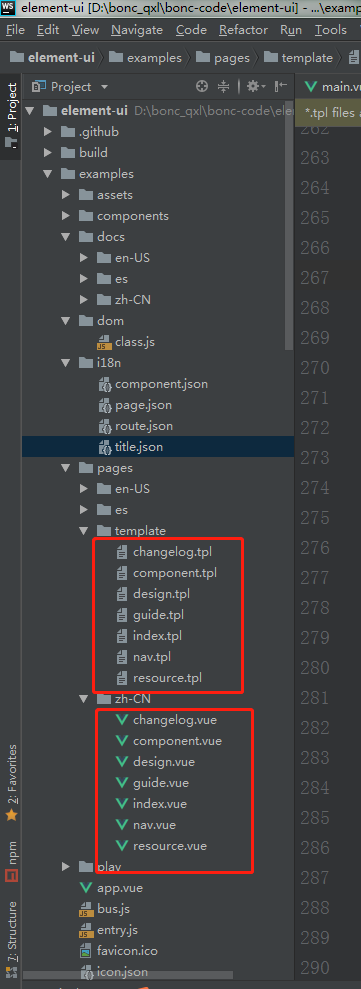 WS element-ui [D:\bonc_qxl\bonc-code\element-ui] - ...\examp
File Edit View Navigate Code Refactor Run Tools
element-ui examples pages template
1: Project
Project
main.vu
*.tpl files a
element-ui D:\bonc_qxl\bonc-code\ele
.github
build
examples
assets
components
docs
en-US
es
zh-CN
dom
class.js
i18n
component.json
page.json
route.json
title.json
pages
en-US
es
template
changelog.tpl
component.tpl
design.tpl
guide.tpl
index.tpl
nav.tpl
resource.tpl
zh-CN
changelog.vue
component.vue
design.vue
guide.vue
index.vue
nav.vue
resource.vue
play
app.vue
bus.js
entry.js
favicon.ico
icon.json
262
263
264
265
266
267
268
269
270
271
272
273
274
275
276
277
278
279
280
281
282
283
284
285
286
287
288
289
290
2: Favorites
npm
7: Structure